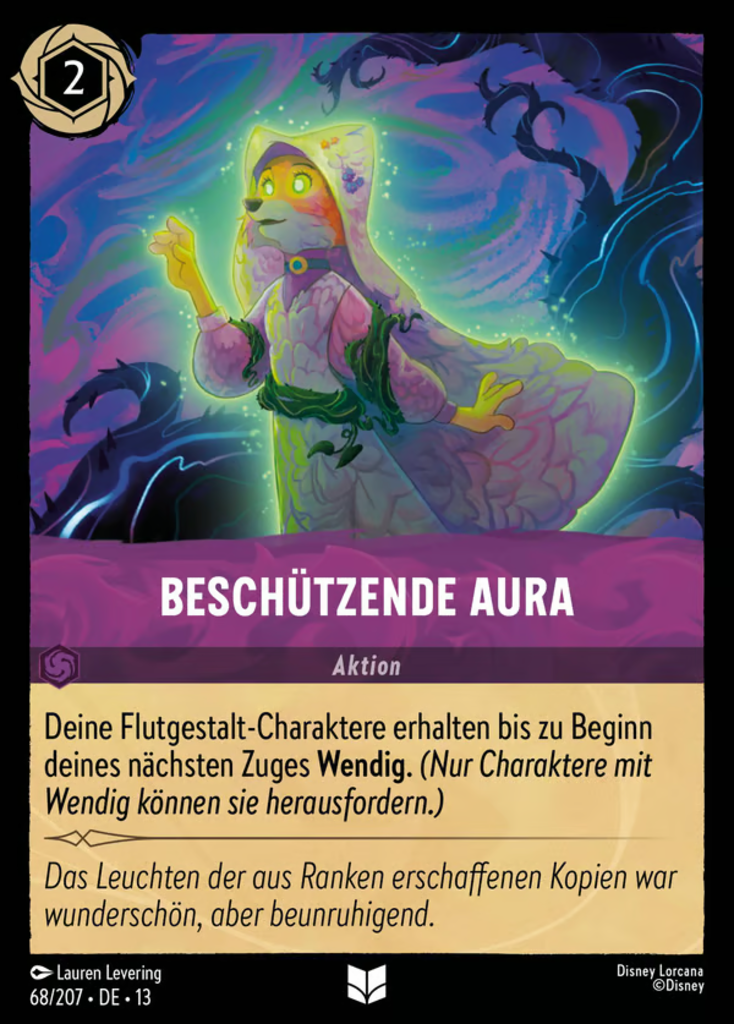 2
BESCHÜTZENDE AURA
Aktion
Deine Flutgestalt-Charaktere erhalten bis zu Beginn
deines nächsten Zuges Wendig. (Nur Charaktere mit
Wendig können sie herausfordern.)
Das Leuchten der aus Ranken erschaffenen Kopien war
wunderschön, aber beunruhigend.
Lauren Levering
68/207 • DE • 13
Disney Lorcana
©Disney